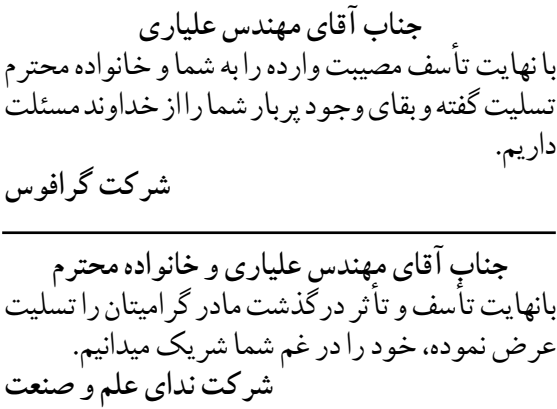 جناب آقای مهندس علیاری
با نهایت تأسف مصیبت وارده را به شما و خانواده محترم
تسلیت گفته و بقای وجود پربار شما را از خداوند مسئلت
داریم.
شرکت گرافوس
جناب آقای مهندس علیاری و خانواده محترم
بانهایت تأسف و تأثر درگذشت مادر گرامیتان را تسلیت
عرض نموده، خود را در غم شما شریک میدانیم.
شرکت ندای علم و صنعت